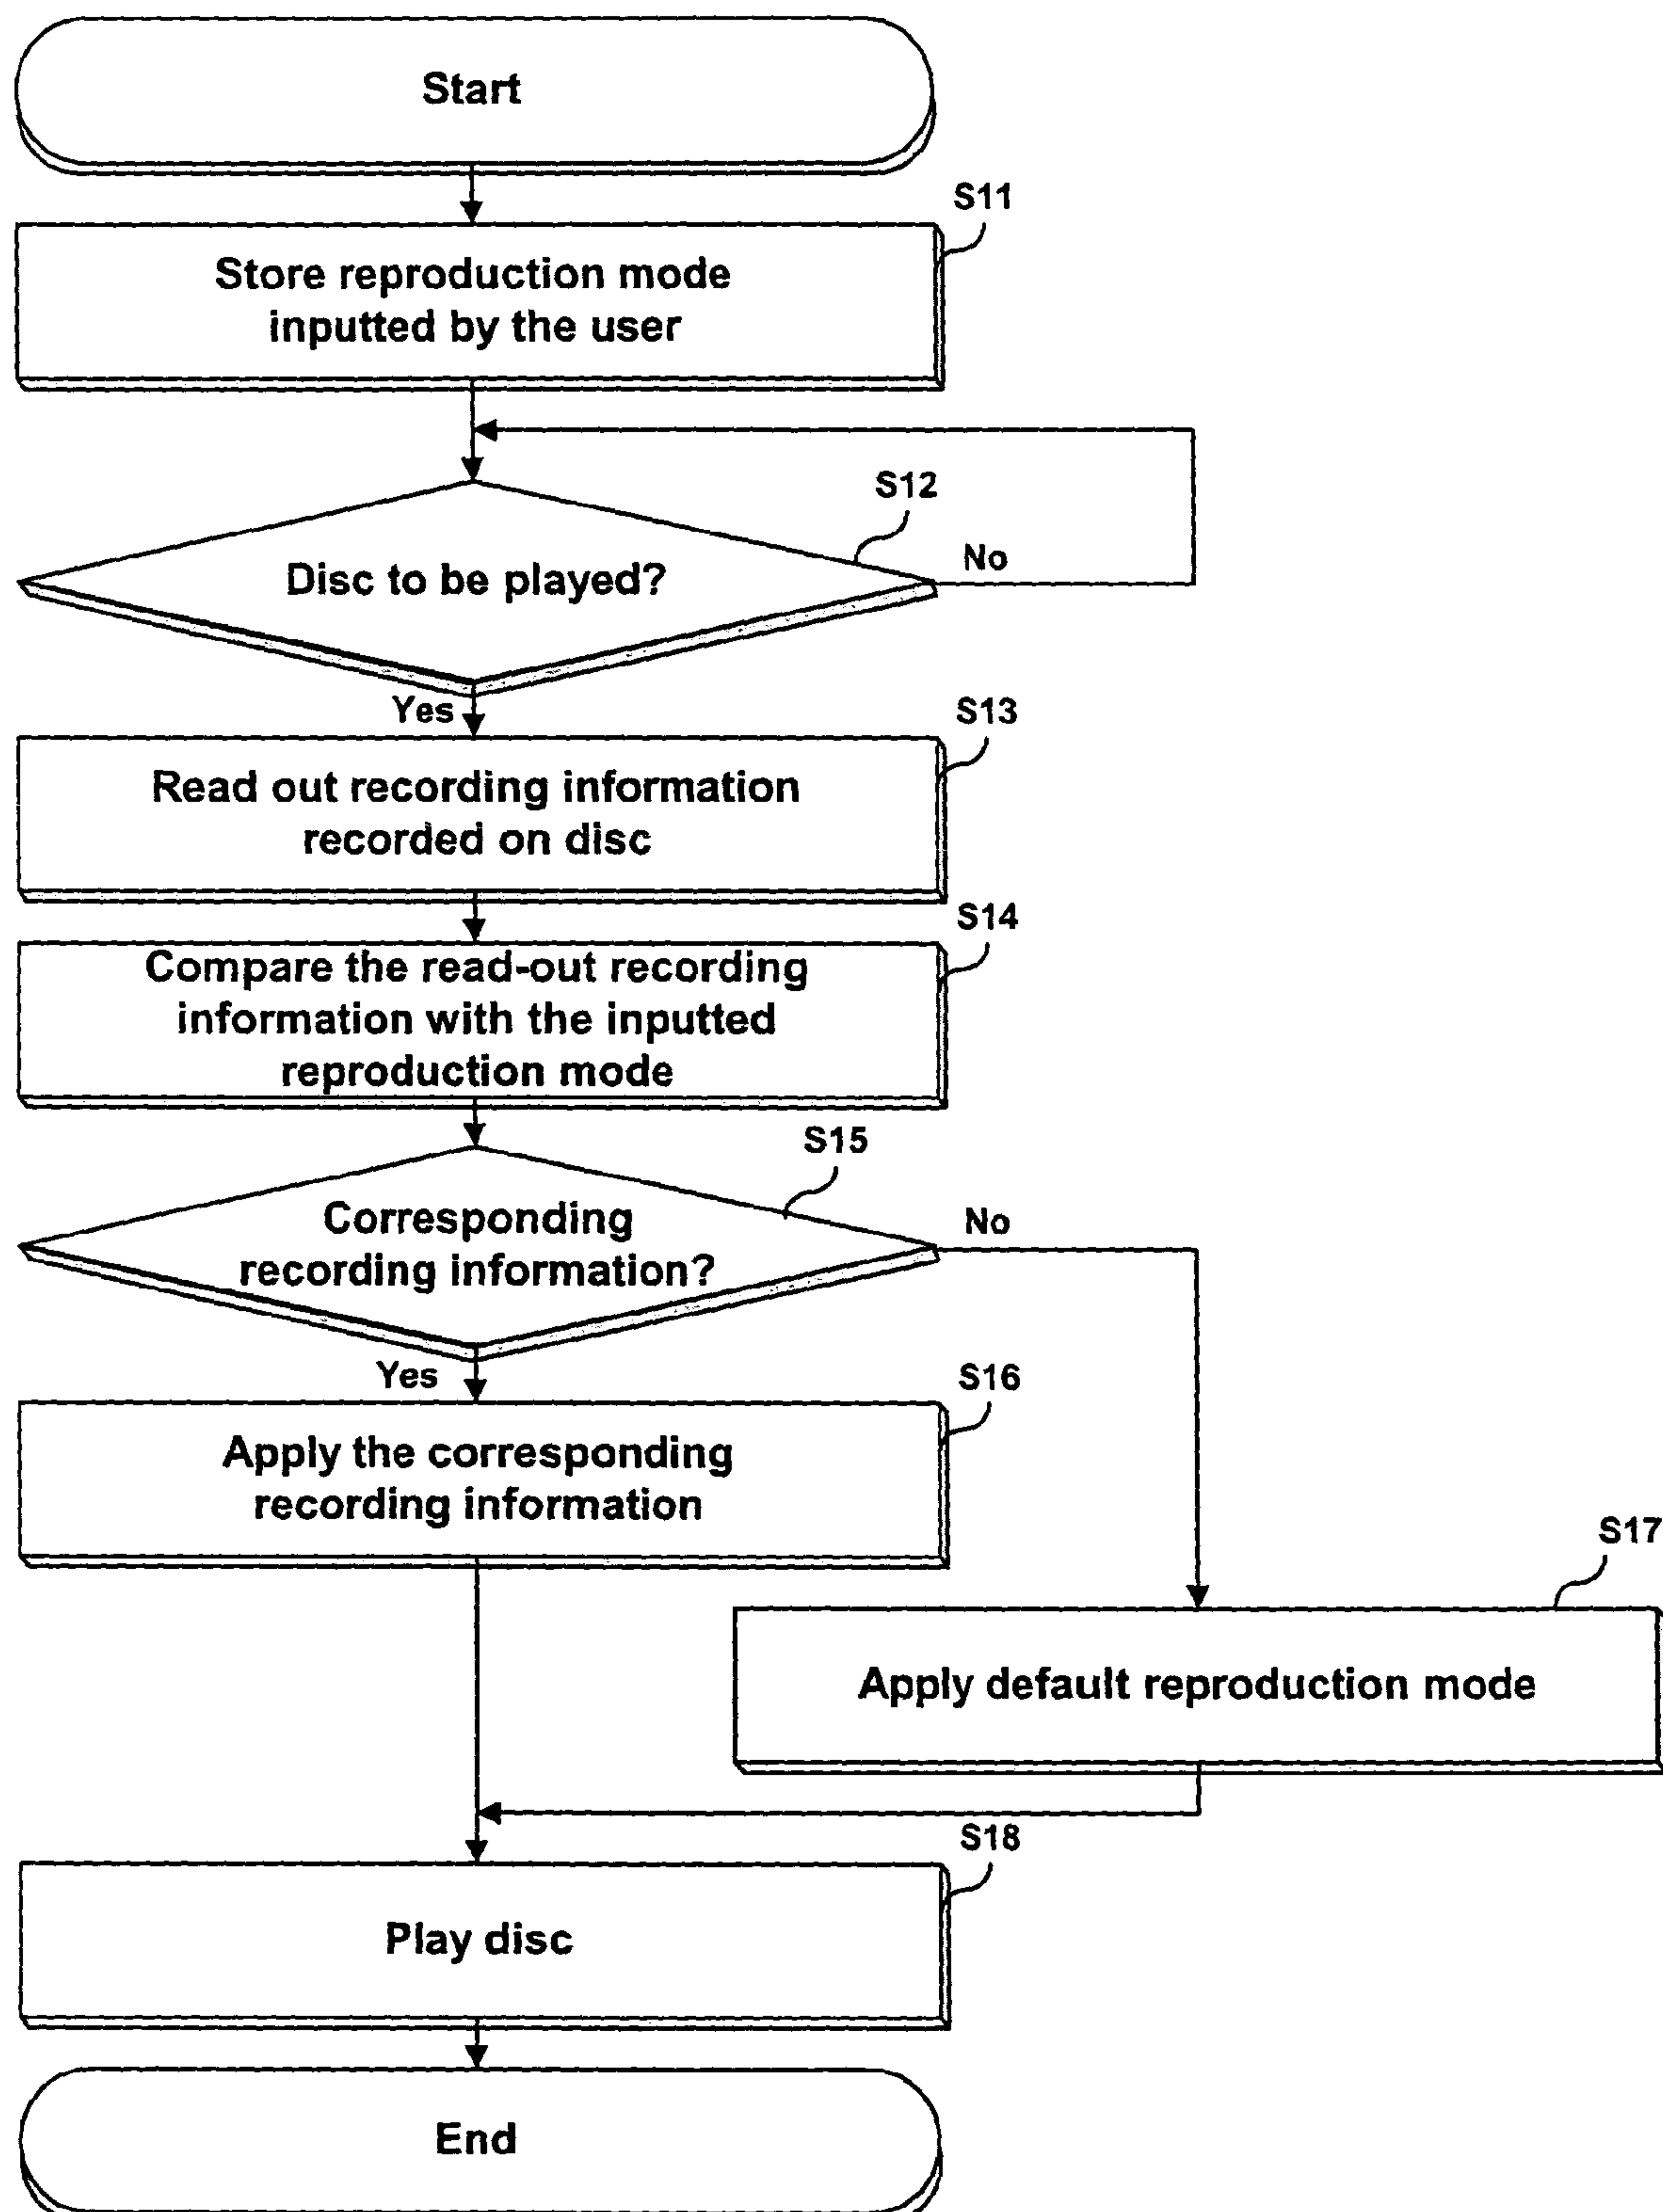 Start
S11
Store reproduction mode
inputted by the user
S12
Disc to be played?
No
Yes
S13
Read out recording information
recorded on disc
S14
Compare the read-out recording
information with the inputted
reproduction mode
S15
Corresponding
recording information?
No
Yes
S16
Apply the corresponding
recording information
S17
Apply default reproduction mode
S18
Play disc
End